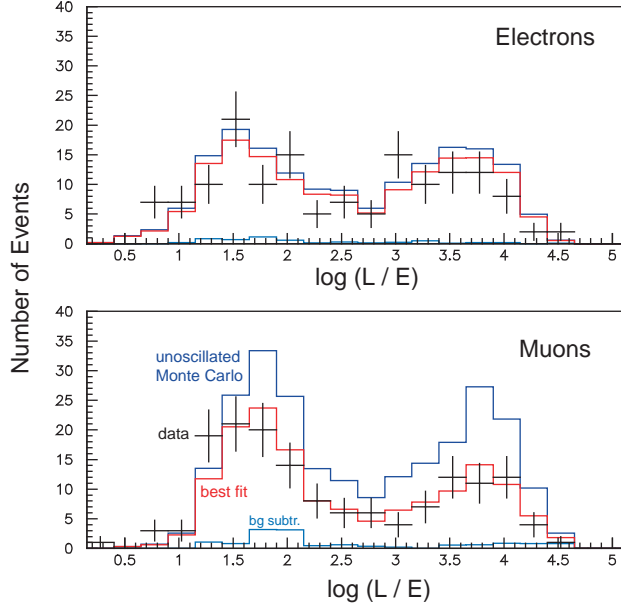 40
35
30
25
20
15
10
5
0
Electrons
0.5 1 1.5 2 2.5 3 3.5 4 4.5 5
log (L / E)
Number of Events
40
35
30
25
20
15
10
5
0
unoscillated
Monte Carlo
Muons
data
best fit
bg subtr.
0.5 1 1.5 2 2.5 3 3.5 4 4.5 5
log (L / E)